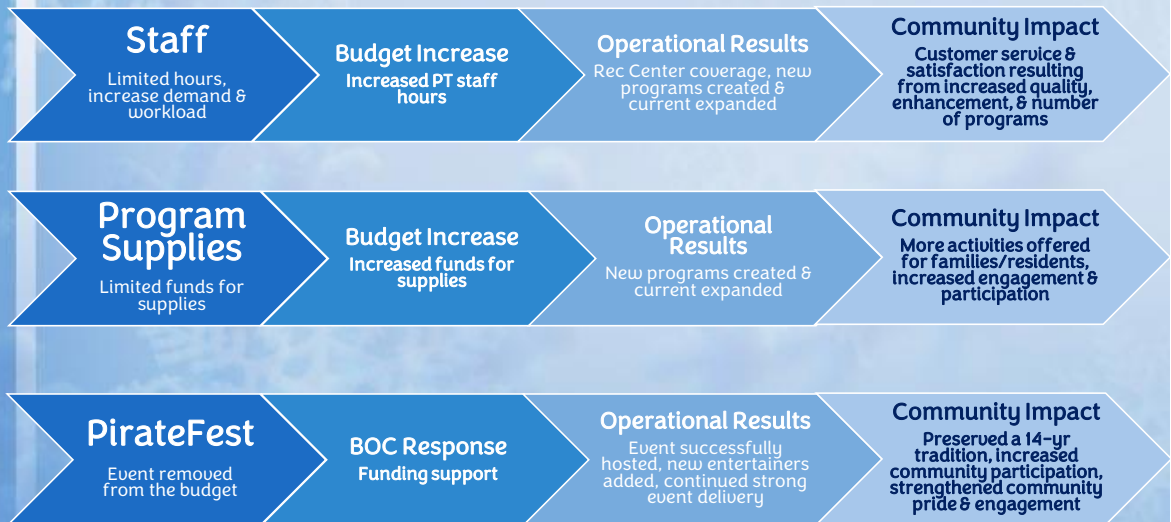 Staff
Limited hours,
increase demand &
workload
Budget Increase
Increased PT staff
hours
Operational Results
Rec Center coverage, new
programs created &
current expanded
Community Impact
Customer service &
satisfaction resulting
from increased quality,
enhancement, & number
of programs
Program
Supplies
Limited funds for
supplies
Budget Increase
Increased funds for
supplies
Operational
Results
New programs created &
current expanded
Community Impact
More activities offered
for families/residents,
increased engagement &
participation
PirateFest
Event removed
from the budget
BOC Response
Funding support
Operational Results
Event successfully
hosted, new entertainers
added, continued strong
event delivery
Community Impact
Preserved a 14-yr
tradition, increased
community participation,
strengthened community
pride & engagement